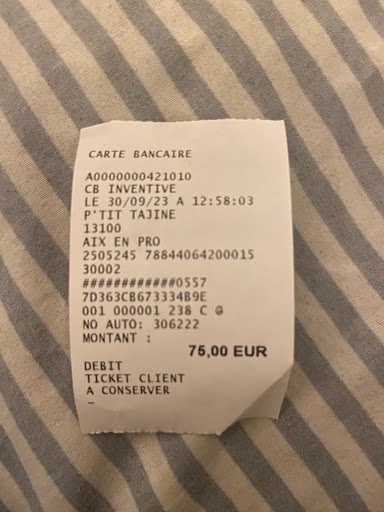 CARTE BANCAIRE
A0000000421010
CB INVENTIVE
LE 30/09/23 A 12:58:03
P'TIT TAJINE
13100
AIX EN PRO
2505245 78844064200015
30002
############0557
7D363CB673334B9E
001 000001 238 C @
NO AUTO: 306222
MONTANT :
75,00 EUR
DEBIT
TICKET CLIENT
A CONSERVER